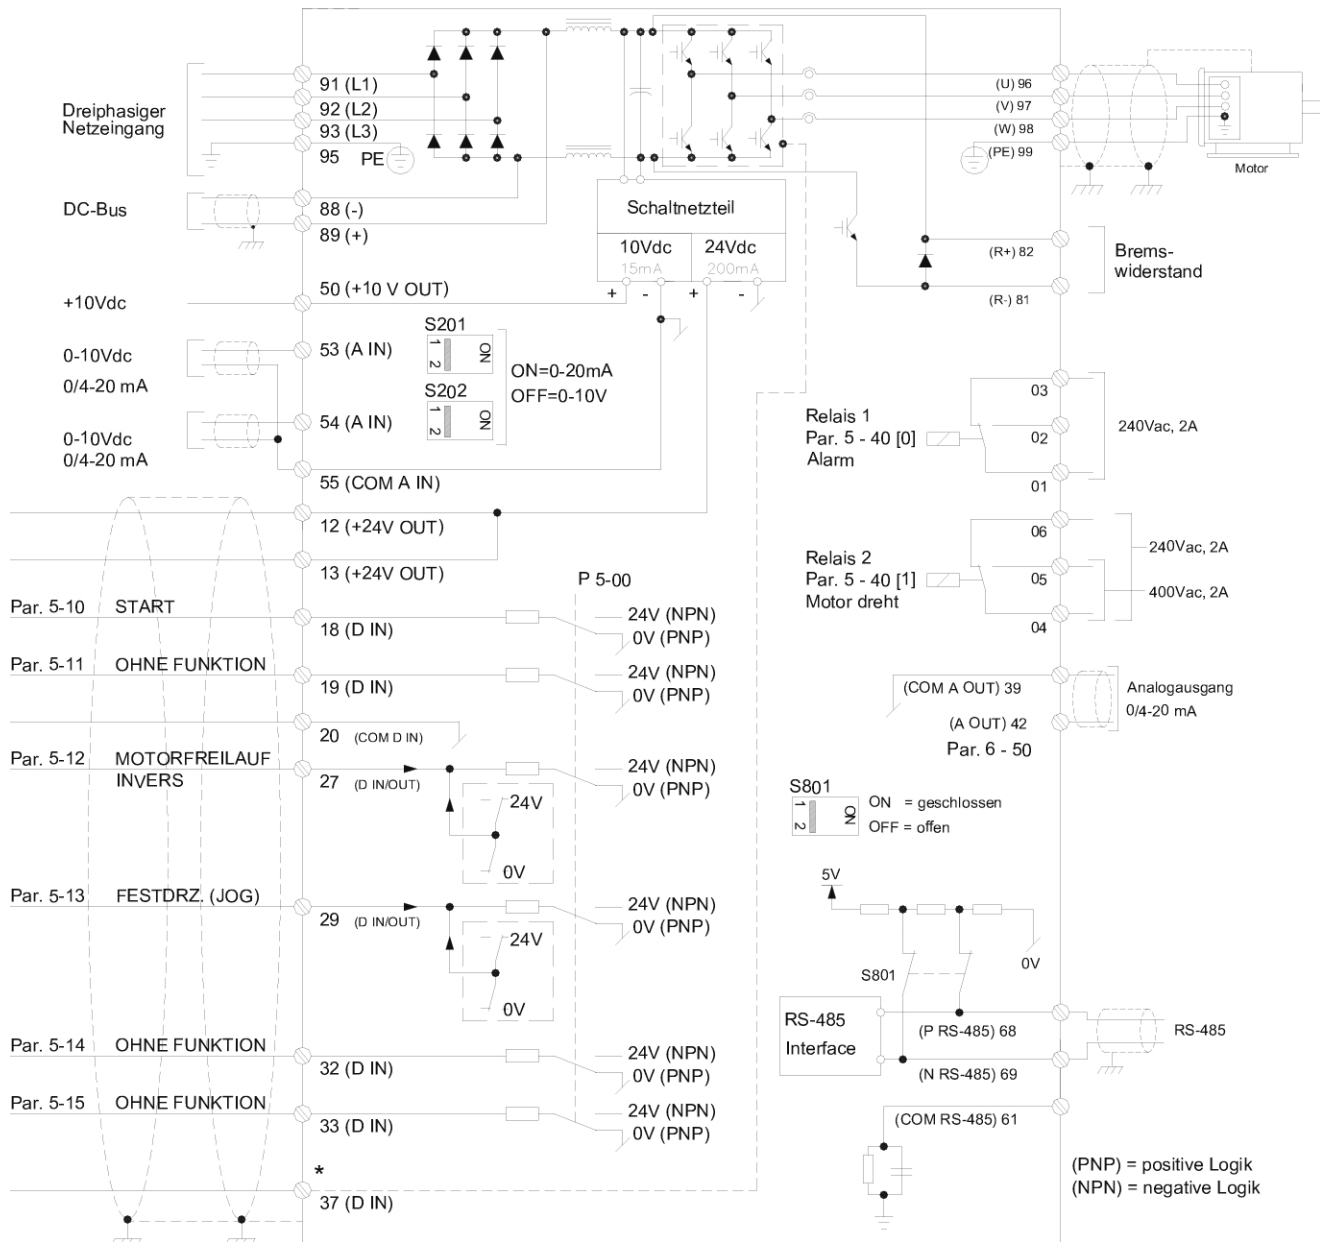 Dreiphasiger
Netzeingang
91 (L1)
92 (L2)
93 (L3)
95 PE
DC-Bus
88 (-)
89 (+)
+10Vdc
50 (+10 V OUT)
0-10Vdc
0/4-20 mA
53 (A IN)
0-10Vdc
0/4-20 mA
54 (A IN)
55 (COM A IN)
S201
1
2
ON
S202
1
2
ON
ON=0-20mA
OFF=0-10V
Schaltnetzteil
10Vdc
15mA
24Vdc
200mA
+ - + -
12 (+24V OUT)
13 (+24V OUT)
P 5-00
Par. 5-10 START
18 (D IN)
24V (NPN)
0V (PNP)
Par. 5-11 OHNE FUNKTION
19 (D IN)
24V (NPN)
0V (PNP)
20 (COM D IN)
Par. 5-12 MOTORFREILAUF
INVERS
27 (D IN/OUT)
24V (NPN)
0V (PNP)
24V
0V
Par. 5-13 FESTDRZ. (JOG)
29 (D IN/OUT)
24V (NPN)
0V (PNP)
24V
0V
Par. 5-14 OHNE FUNKTION
32 (D IN)
24V (NPN)
0V (PNP)
Par. 5-15 OHNE FUNKTION
33 (D IN)
24V (NPN)
0V (PNP)
*
37 (D IN)
(U) 96
(V) 97
(W) 98
(PE) 99
Motor
(R+) 82
(R-) 81
Brems-
widerstand
Relais 1
Par. 5 - 40 [0]
Alarm
03
02
01
240Vac, 2A
Relais 2
Par. 5 - 40 [1]
Motor dreht
06
05
04
240Vac, 2A
400Vac, 2A
(COM A OUT) 39
(A OUT) 42
Par. 6 - 50
Analogausgang
0/4-20 mA
S801
1
2
ON
ON = geschlossen
OFF = offen
5V
0V
S801
RS-485
Interface
(P RS-485) 68
(N RS-485) 69
RS-485
(COM RS-485) 61
(PNP) = positive Logik
(NPN) = negative Logik